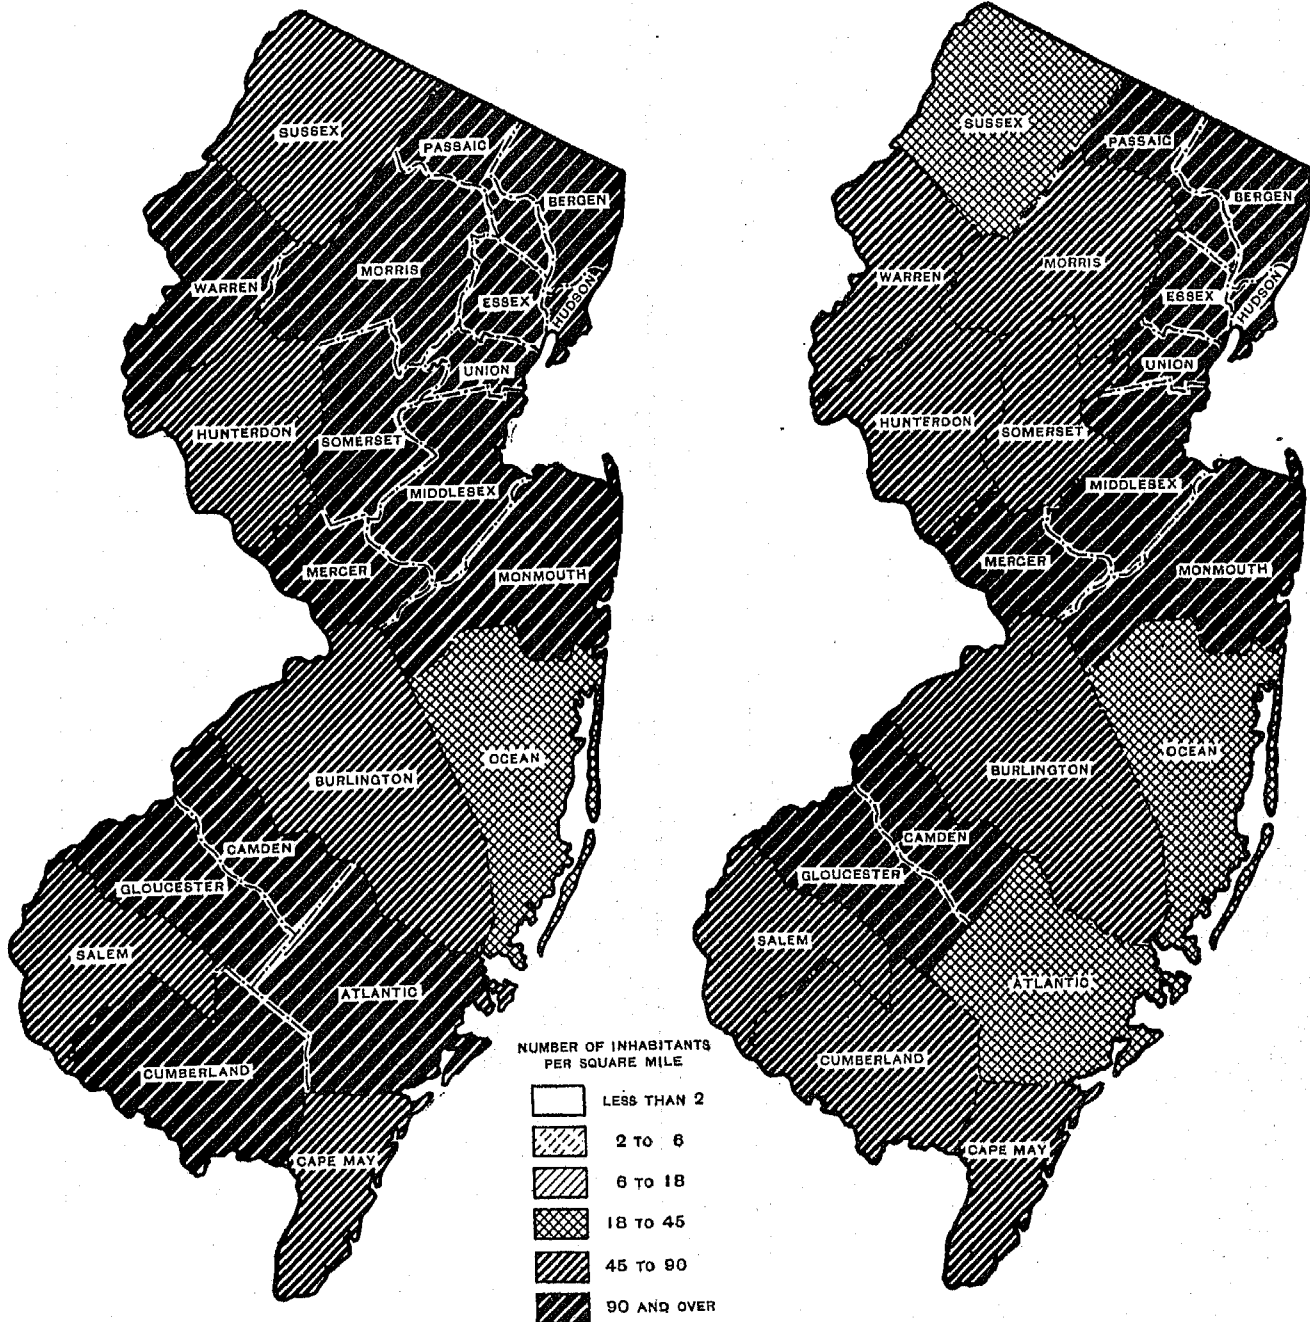 SUSSEX
PASSAIC
BERGEN
WARREN
MORRIS
ESSEX
HUDSON
UNION
HUNTERDON
SOMERSET
MIDDLESEX
MERCER
MONMOUTH
OCEAN
BURLINGTON
CAMDEN
GLOUCESTER
SALEM
ATLANTIC
CUMBERLAND
CAPE MAY
SUSSEX
PASSAIC
BERGEN
WARREN
MORRIS
ESSEX
HUDSON
UNION
HUNTERDON
SOMERSET
MIDDLESEX
MERCER
MONMOUTH
OCEAN
BURLINGTON
CAMDEN
GLOUCESTER
SALEM
ATLANTIC
CUMBERLAND
CAPE MAY
NUMBER OF INHABITANTS
PER SQUARE MILE
LESS THAN 2
2 TO 6
6 TO 18
18 TO 45
45 TO 90
90 AND OVER